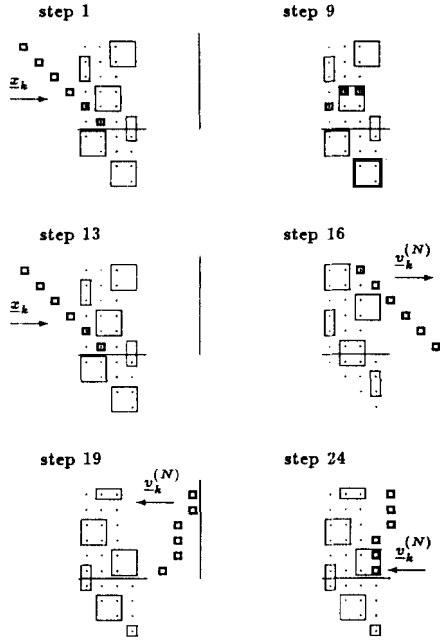 step 1
step 9
x_k
step 13
step 16
v_k^(N)
x_k
step 19
step 24
v_k^(N)
v_k^(N)